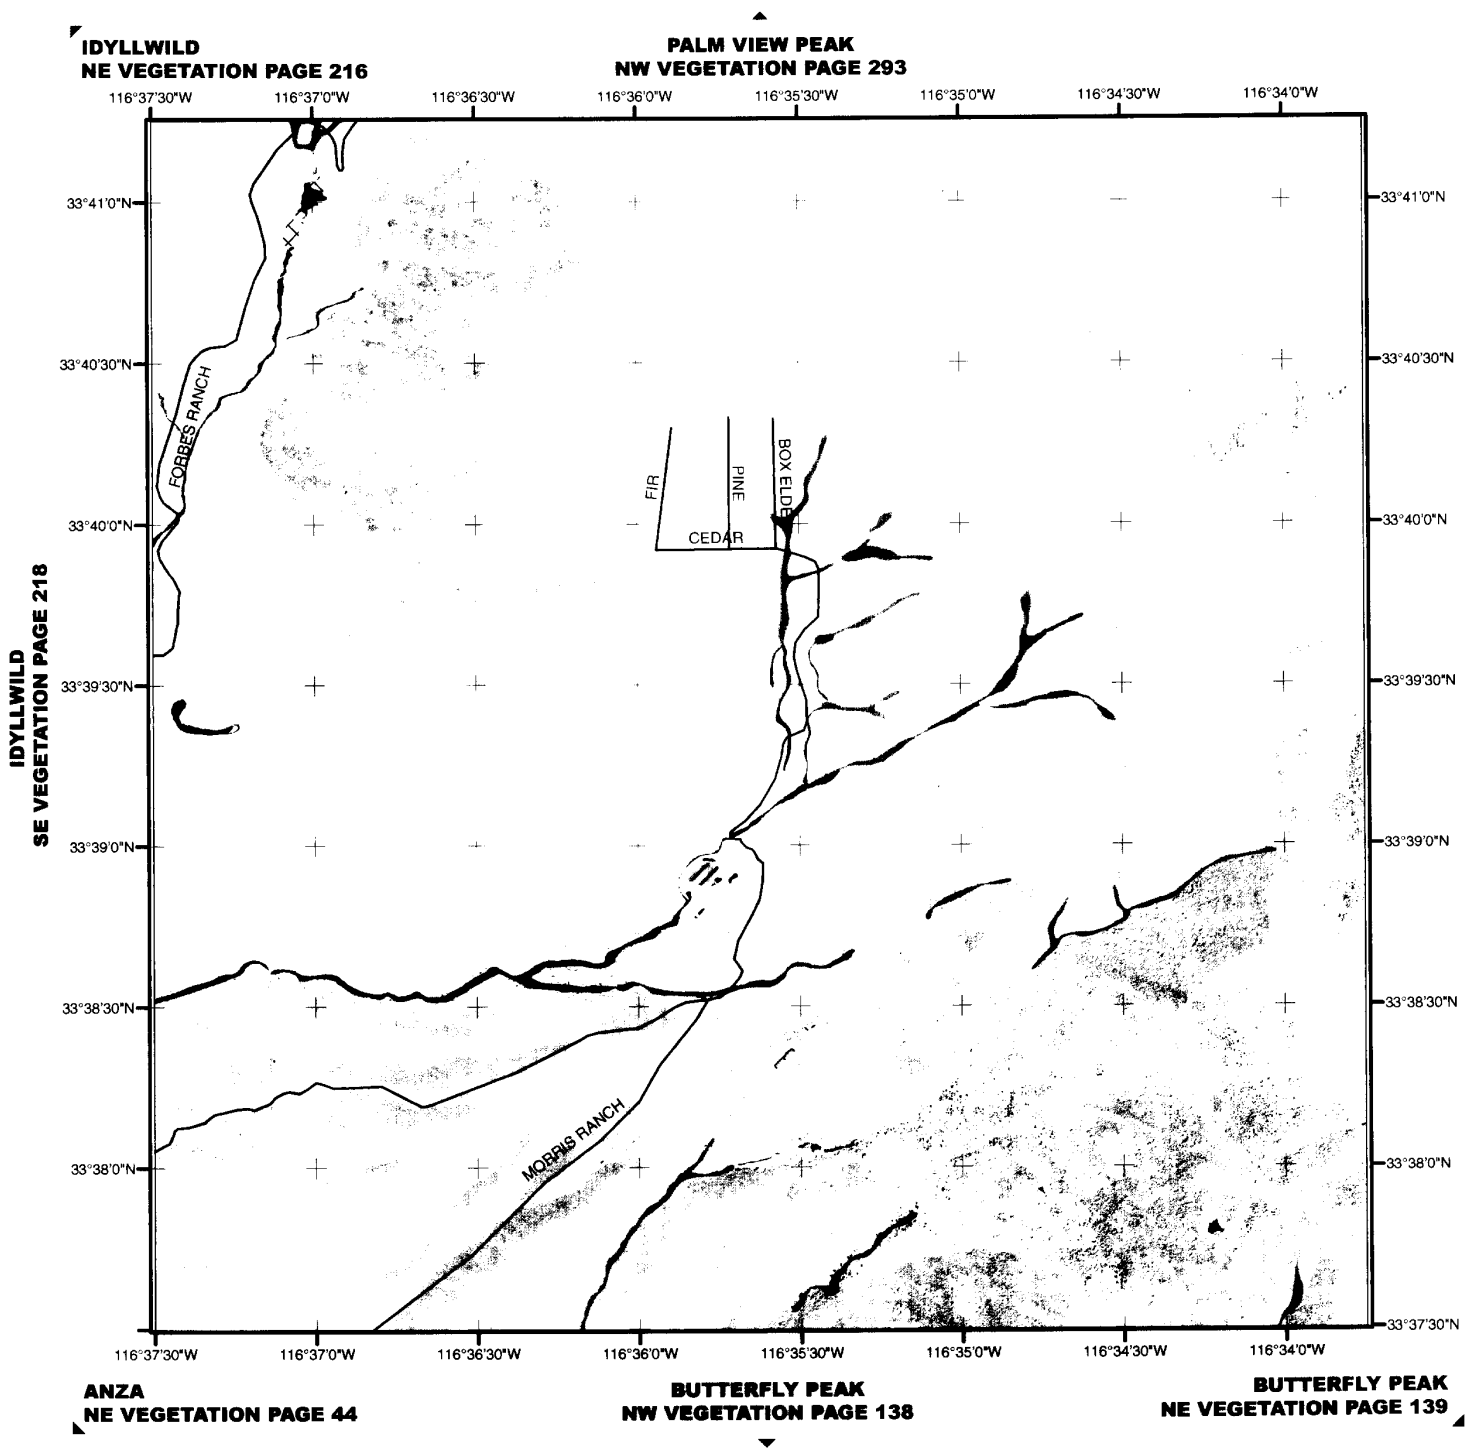 IDYLLWILD
NE VEGETATION PAGE 216
PALM VIEW PEAK
NW VEGETATION PAGE 293
116°37'30"W 116°37'0"W 116°36'30"W 116°36'0"W 116°35'30"W 116°35'0"W 116°34'30"W 116°34'0"W
33°41'0"N 33°41'0"N
33°40'30"N 33°40'30"N
FORBES RANCH
FIR
PINE
BOX ELDE
CEDAR
33°40'0"N 33°40'0"N
IDYLLWILD
SE VEGETATION PAGE 218
33°39'30"N 33°39'30"N
33°39'0"N 33°39'0"N
33°38'30"N 33°38'30"N
MORRIS RANCH
33°38'0"N 33°38'0"N
33°37'30"N
116°37'30"W 116°37'0"W 116°36'30"W 116°36'0"W 116°35'30"W 116°35'0"W 116°34'30"W 116°34'0"W
ANZA
NE VEGETATION PAGE 44
BUTTERFLY PEAK
NW VEGETATION PAGE 138
BUTTERFLY PEAK
NE VEGETATION PAGE 139